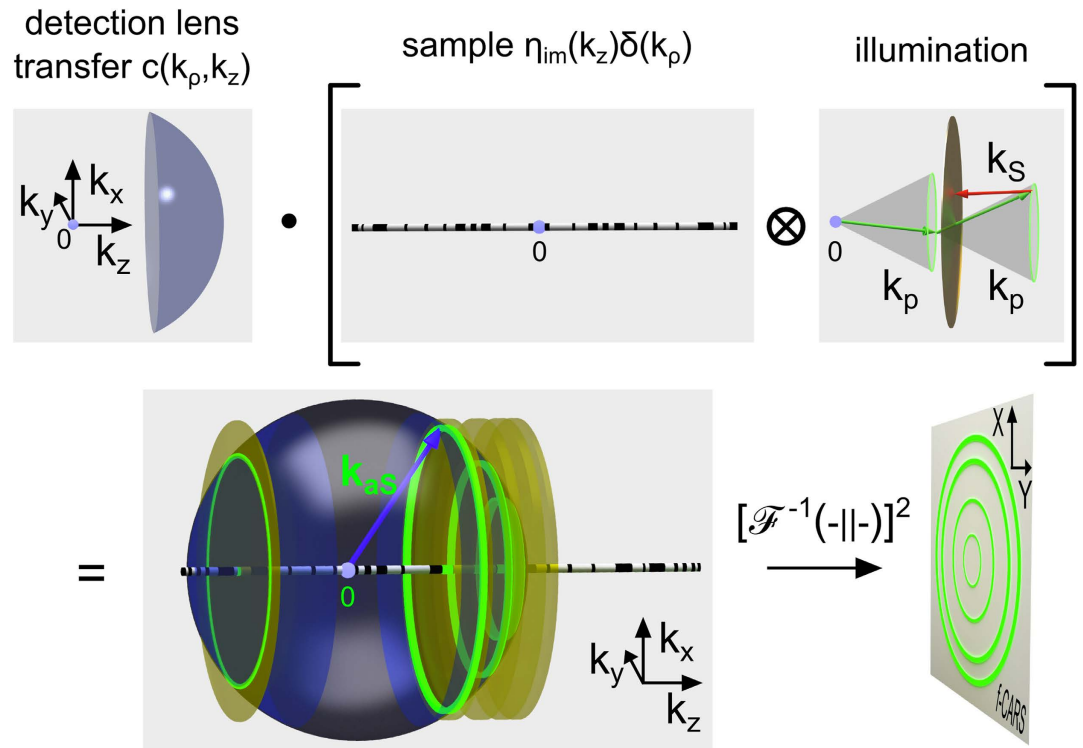 detection lens
transfer c(kρ,kz)
sample ηim(kz)δ(kρ)
illumination
kx
ky
0
kz
•
0
⊗
kS
0
kp
kp
=
kaS
0
kx
ky
kz
[ℱ-1(-||-)]2
X
Y
f-CARS